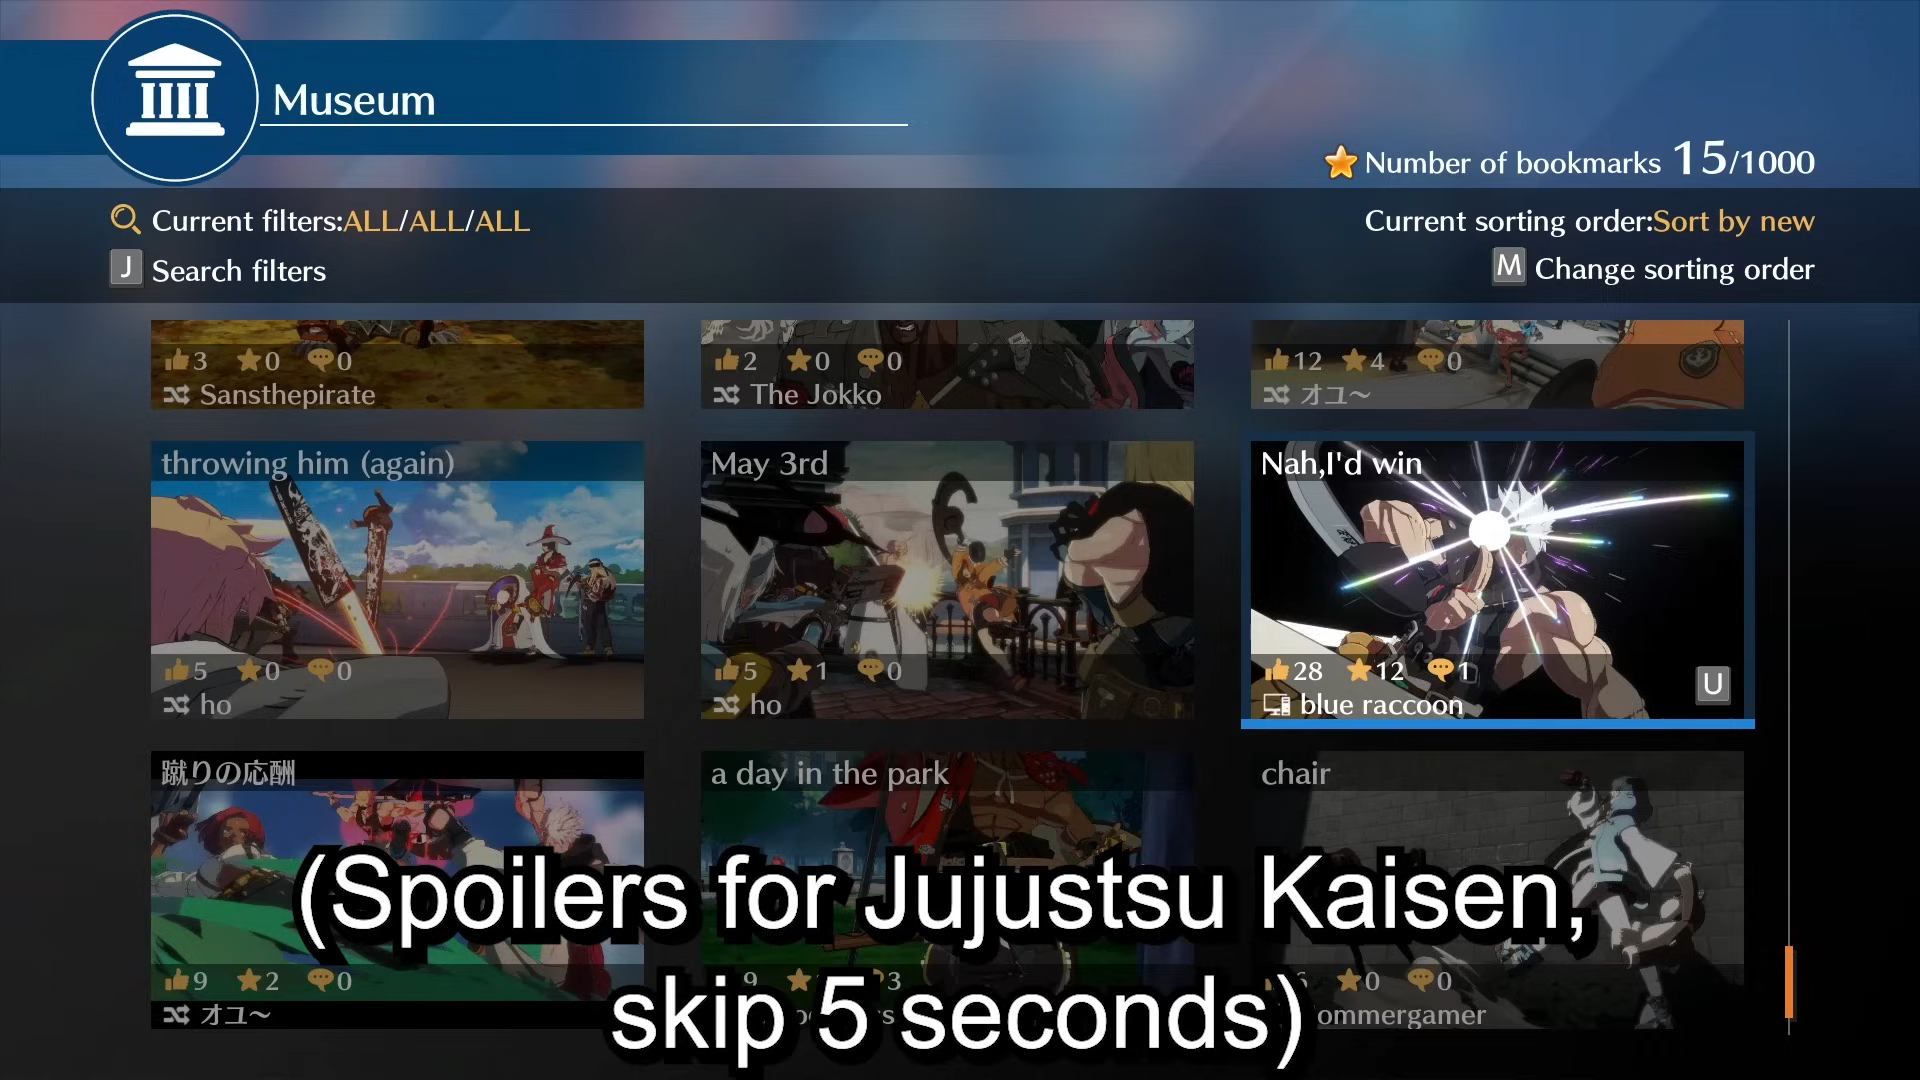 Museum
Number of bookmarks 15/1000
Current filters:ALL/ALL/ALL
Current sorting order:Sort by new
J Search filters
M Change sorting order
3 0 0
Sansthepirate
2 0 0
The Jokko
12 4 0
オユ～
throwing him (again)
5 0 0
ho
May 3rd
5 1 0
ho
Nah,I'd win
28 12 1
blue raccoon
U
蹴りの応酬
9 2 0
オユ～
a day in the park
9 3
chair
0 0
ommergamer
(Spoilers for Jujustsu Kaisen,
skip 5 seconds)